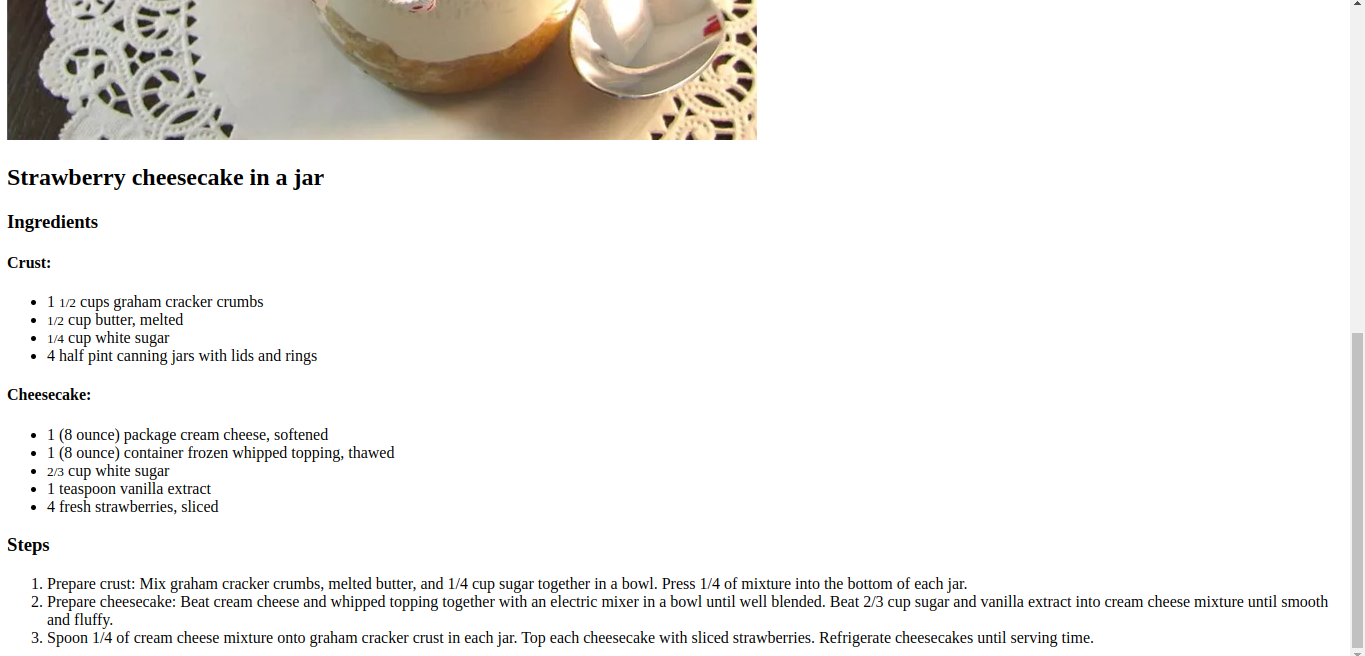 Strawberry cheesecake in a jar
Ingredients
Crust:
1 1/2 cups graham cracker crumbs
1/2 cup butter, melted
1/4 cup white sugar
4 half pint canning jars with lids and rings
Cheesecake:
1 (8 ounce) package cream cheese, softened
1 (8 ounce) container frozen whipped topping, thawed
2/3 cup white sugar
1 teaspoon vanilla extract
4 fresh strawberries, sliced
Steps
1. Prepare crust: Mix graham cracker crumbs, melted butter, and 1/4 cup sugar together in a bowl. Press 1/4 of mixture into the bottom of each jar.
2. Prepare cheesecake: Beat cream cheese and whipped topping together with an electric mixer in a bowl until well blended. Beat 2/3 cup sugar and vanilla extract into cream cheese mixture until smooth
and fluffy.
3. Spoon 1/4 of cream cheese mixture onto graham cracker crust in each jar. Top each cheesecake with sliced strawberries. Refrigerate cheesecakes until serving time.